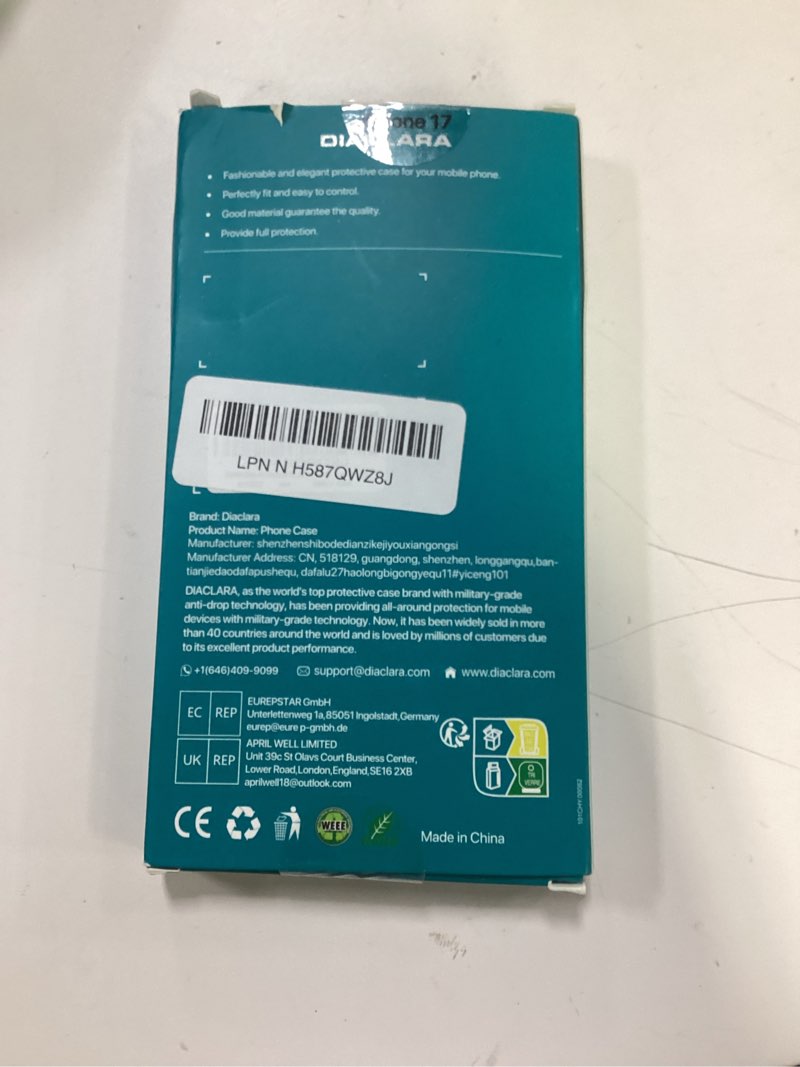 one 17
DIACLARA
• Fashionable and elegant protective case for your mobile phone.
• Perfectly fit and easy to control.
• Good material guarantee the quality.
• Provide full protection.
LPN N H587QWZ8J
Brand: Diaclara
Product Name: Phone Case
Manufacturer: shenzhenshibodedianzikejiyouxiangongsi
Manufacturer Address: CN, 518129, guangdong, shenzhen, longgangqu,ban-
tianjiedaodafapushequ, dafalu27haolongbigongyequ11#yiceng101
DIACLARA, as the world's top protective case brand with military-grade
anti-drop technology, has been providing all-around protection for mobile
devices with military-grade technology. Now, it has been widely sold in more
than 40 countries around the world and is loved by millions of customers due
to its excellent product performance.
+1(646)409-9099 support@diaclara.com www.diaclara.com
EC REP
EUREPSTAR GmbH
Unterlettenweg 1a,85051 Ingolstadt,Germany
eurep@eure p-gmbh.de
UK REP
APRIL WELL LIMITED
Unit 39c St Olavs Court Business Center,
Lower Road,London,England,SE16 2XB
aprilwell18@outlook.com
TRI
VERRE
CE
WEEE
Made in China